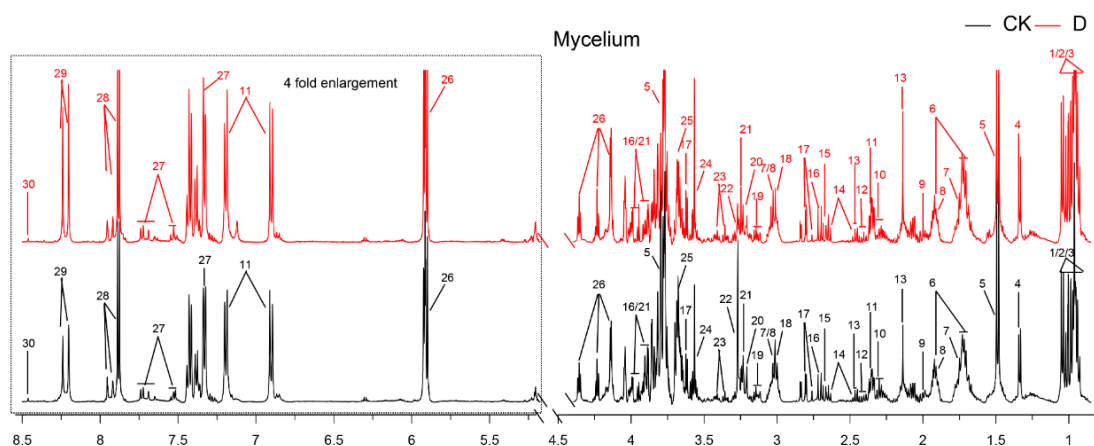 CK D
Mycelium
4 fold enlargement
29 28 27 27 11 26 30
26 16/21 5 25 17 24 23 22 21 20 19 7/8 18 17 16 15 14 13 12 11 10 9 8 7 6 5 4 1/2/3 13
29 28 27 27 11 26 30
26 16/21 5 25 17 24 23 22 21 20 19 7/8 18 17 16 15 14 13 12 11 10 9 8 7 6 5 4 1/2/3 13
8.5 8 7.5 7 6.5 6 5.5 4.5 4 3.5 3 2.5 2 1.5 1